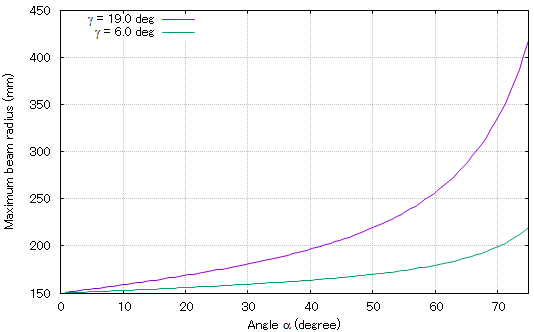 450
400
350
300
250
200
150
Maximum beam radius (mm)
γ = 19.0 deg
γ = 6.0 deg
0 10 20 30 40 50 60 70
Angle α (degree)